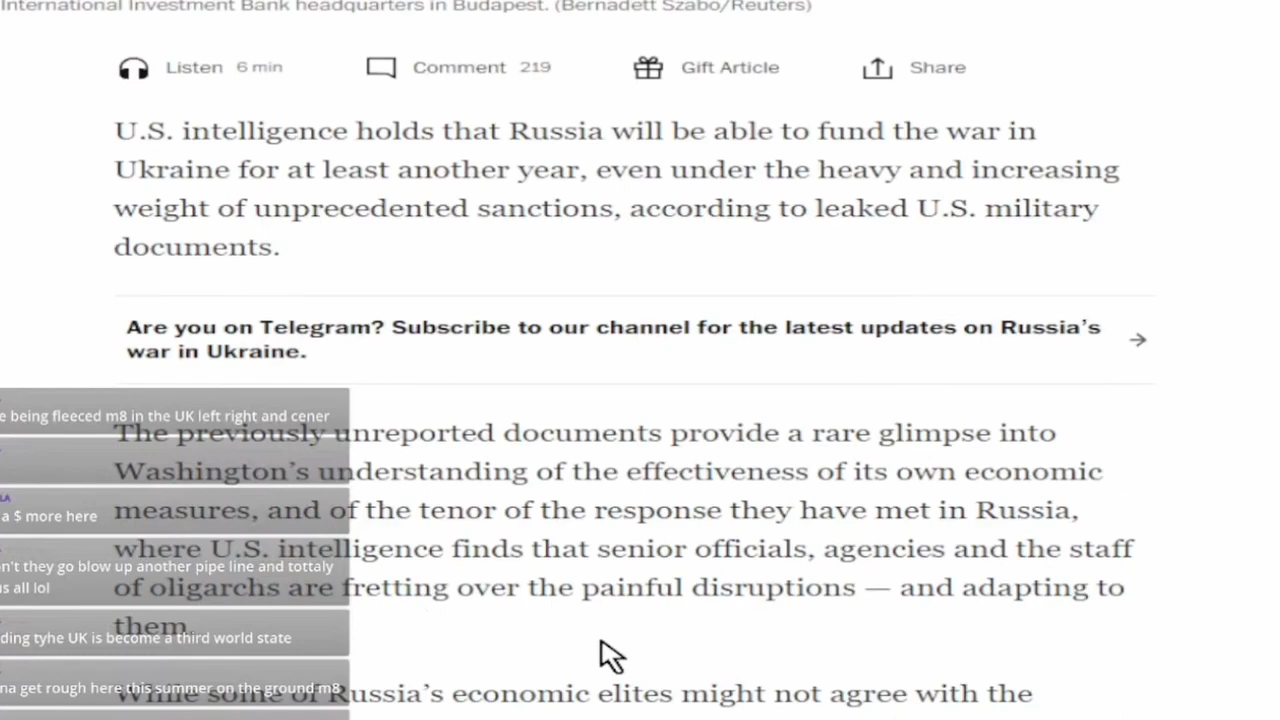 International Investment Bank headquarters in Budapest. (Bernadett Szabo/Reuters)
Listen 6 min Comment 219 Gift Article Share
U.S. intelligence holds that Russia will be able to fund the war in
Ukraine for at least another year, even under the heavy and increasing
weight of unprecedented sanctions, according to leaked U.S. military
documents.
Are you on Telegram? Subscribe to our channel for the latest updates on Russia's
war in Ukraine.
The previously unreported documents provide a rare glimpse into
Washington's understanding of the effectiveness of its own economic
measures, and of the tenor of the response they have met in Russia,
where U.S. intelligence finds that senior officials, agencies and the staff
of oligarchs are fretting over the painful disruptions — and adapting to
them.
While some of Russia's economic elites might not agree with the
e being fleeced m8 in the UK left right and cener
LA
a $ more here
n't they go blow up another pipe line and tottaly
s all lol
ding tyhe UK is become a third world state
na get rough here this summer on the ground m8